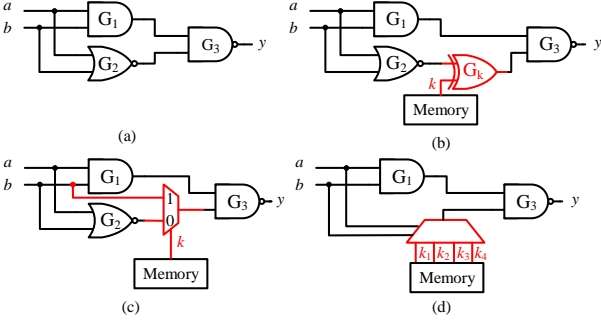 a
b
G1
G2
G3
y
(a)
a
b
G1
G2
Gk
G3
y
k
Memory
(b)
a
b
G1
G2
1
0
G3
y
k
Memory
(c)
a
b
G1
G3
y
k1 k2 k3 k4
Memory
(d)